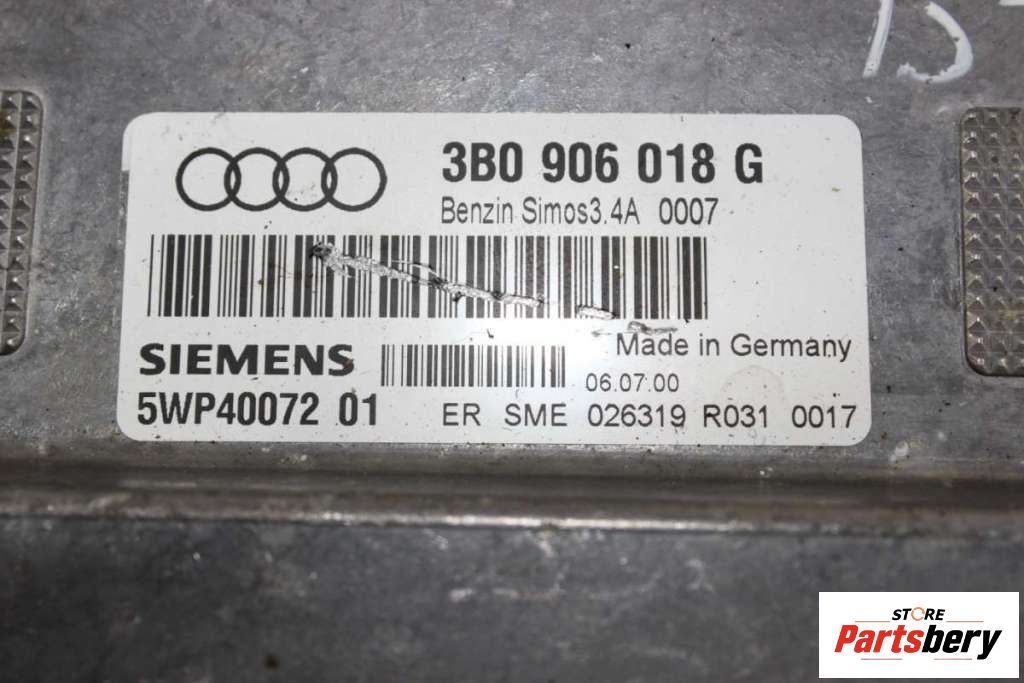 3B0 906 018 G
Benzin Simos3.4A 0007
Made in Germany
SIEMENS
06.07.00
5WP40072 01
ER SME 026319 R031 0017
STORE
Partsbery